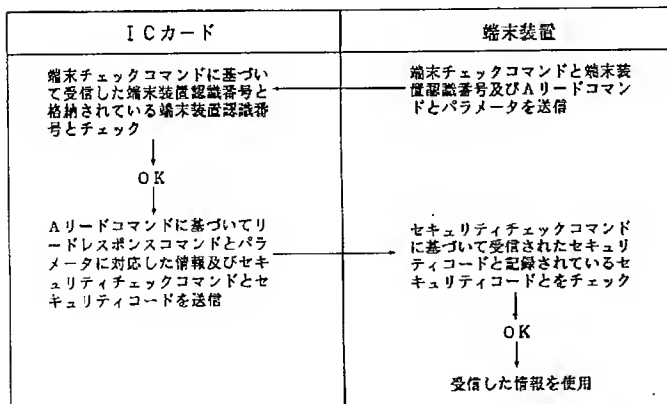 ICカード
端末装置
端末チェックコマンドに基づい
て受信した端末装置認識番号と
格納されている端末装置認識番
号とチェック
端末チェックコマンドと端末装
置認識番号及びAリードコマン
ドとパラメータを送信
OK
Aリードコマンドに基づいてリ
ードレスポンスコマンドとパラ
メータに対応した情報及びセキ
ュリティチェックコマンドとセ
キュリティコードを送信
セキュリティチェックコマンド
に基づいて受信されたセキュリ
ティコードと記録されているセ
キュリティコードとをチェック
OK
受信した情報を使用